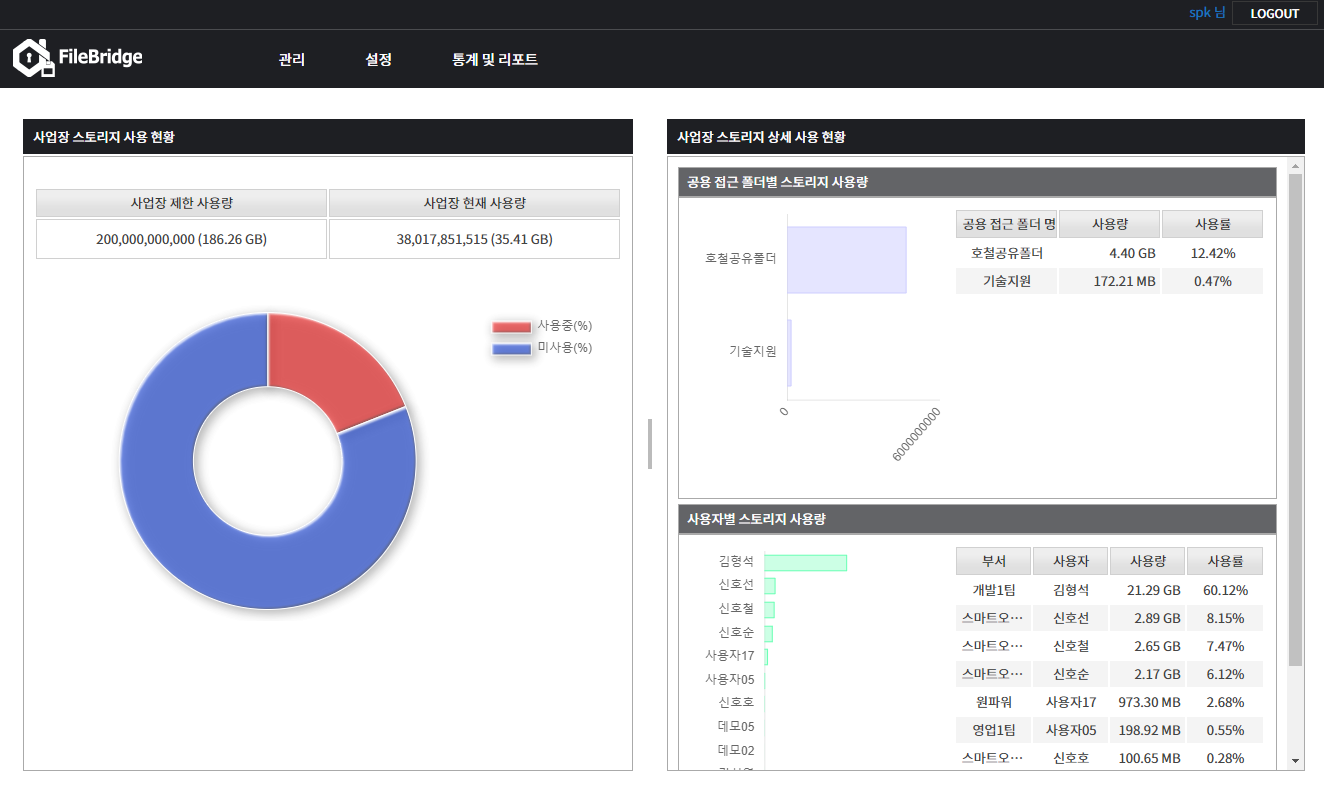 spk 님 LOGOUT
FileBridge 관리 설정 통계 및 리포트
사업장 스토리지 사용 현황
사업장 제한 사용량 사업장 현재 사용량
200,000,000,000 (186.26 GB) 38,017,851,515 (35.41 GB)
사용중(%)
미사용(%)
사업장 스토리지 상세 사용 현황
공용 접근 폴더별 스토리지 사용량
호철공유폴더
기술지원
0 6000000000
공용 접근 폴더 명 사용량 사용률
호철공유폴더 4.40 GB 12.42%
기술지원 172.21 MB 0.47%
사용자별 스토리지 사용량
김형석
신호선
신호철
신호순
사용자17
사용자05
신호호
데모05
데모02
부서 사용자 사용량 사용률
개발1팀 김형석 21.29 GB 60.12%
스마트오… 신호선 2.89 GB 8.15%
스마트오… 신호철 2.65 GB 7.47%
스마트오… 신호순 2.17 GB 6.12%
원파워 사용자17 973.30 MB 2.68%
영업1팀 사용자05 198.92 MB 0.55%
스마트오… 신호호 100.65 MB 0.28%